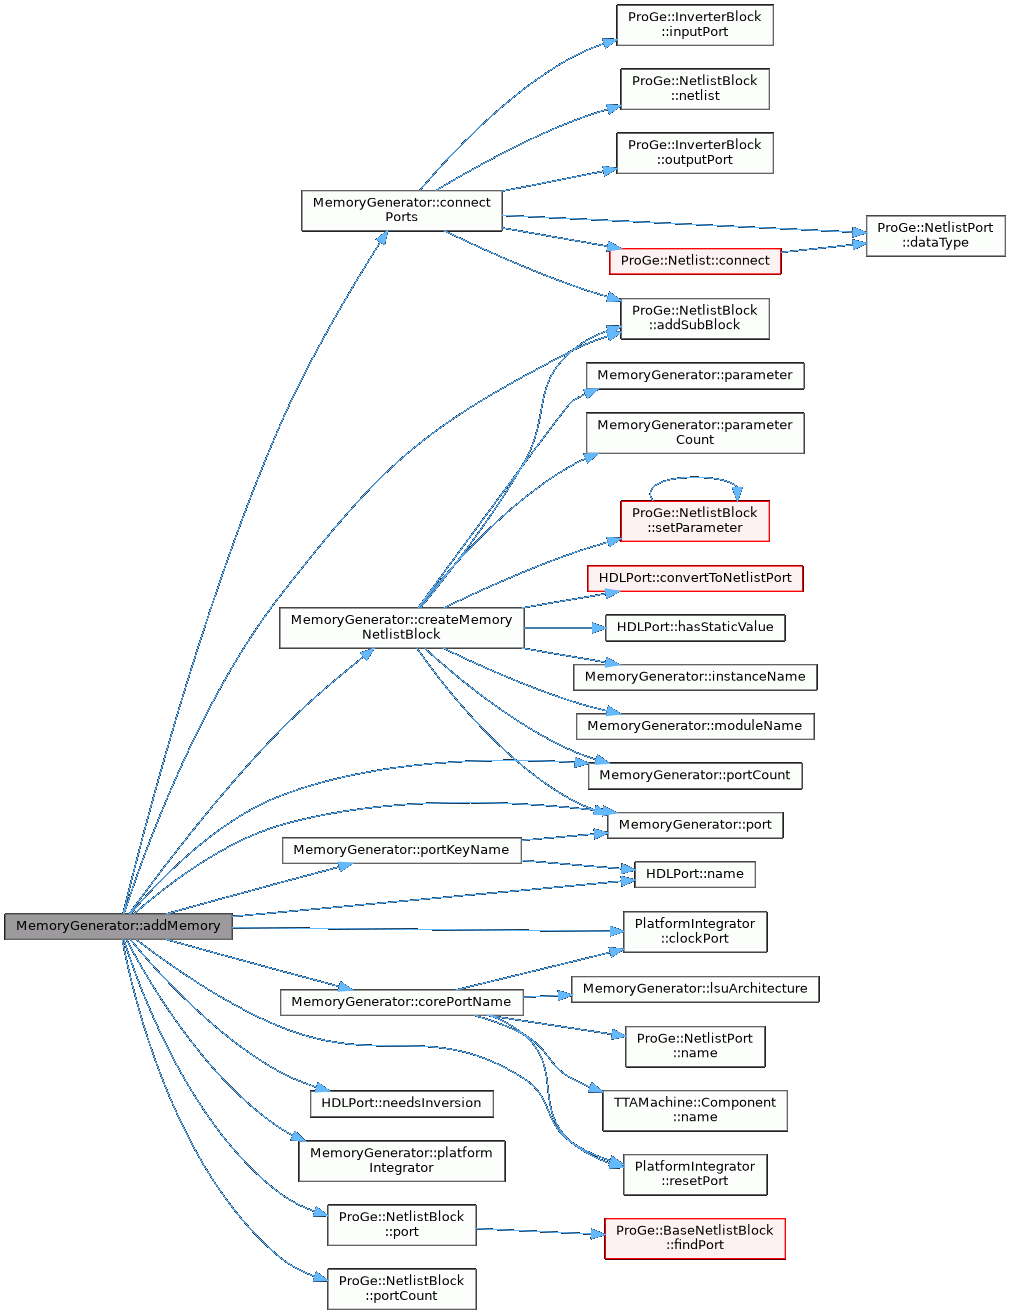 ProGe::InverterBlock
::inputPort
ProGe::NetlistBlock
::netlist
ProGe::InverterBlock
::outputPort
MemoryGenerator::connect
Ports
ProGe::NetlistPort
::dataType
ProGe::Netlist::connect
ProGe::NetlistBlock
::addSubBlock
MemoryGenerator::parameter
MemoryGenerator::parameter
Count
ProGe::NetlistBlock
::setParameter
HDLPort::convertToNetlistPort
MemoryGenerator::createMemory
NetlistBlock
HDLPort::hasStaticValue
MemoryGenerator::instanceName
MemoryGenerator::moduleName
MemoryGenerator::portCount
MemoryGenerator::port
MemoryGenerator::portKeyName
HDLPort::name
MemoryGenerator::addMemory
PlatformIntegrator
::clockPort
MemoryGenerator::corePortName
MemoryGenerator::lsuArchitecture
ProGe::NetlistPort
::name
HDLPort::needsInversion
TTAMachine::Component
::name
MemoryGenerator::platform
Integrator
PlatformIntegrator
::resetPort
ProGe::NetlistBlock
::port
ProGe::BaseNetlistBlock
::findPort
ProGe::NetlistBlock
::portCount